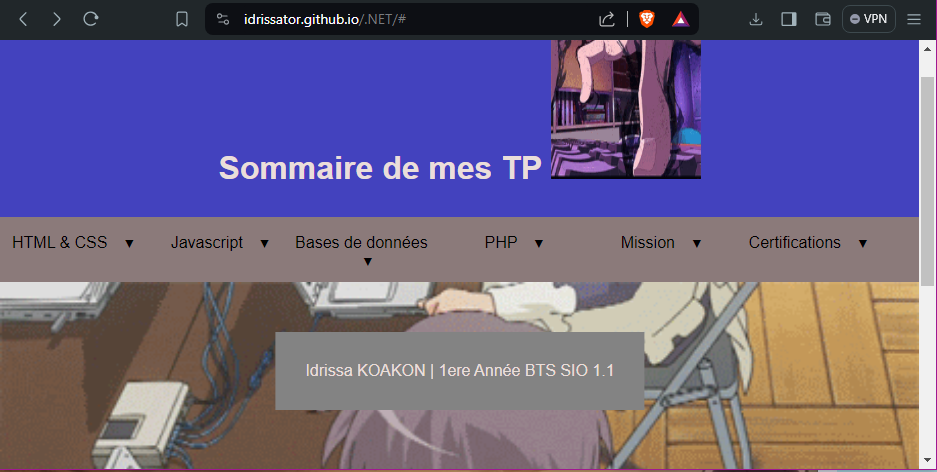 idrissator.github.io/.NET/#
VPN
Sommaire de mes TP
HTML & CSS ▼ Javascript ▼ Bases de données ▼ PHP ▼ Mission ▼ Certifications ▼
Idrissa KOAKON | 1ere Année BTS SIO 1.1